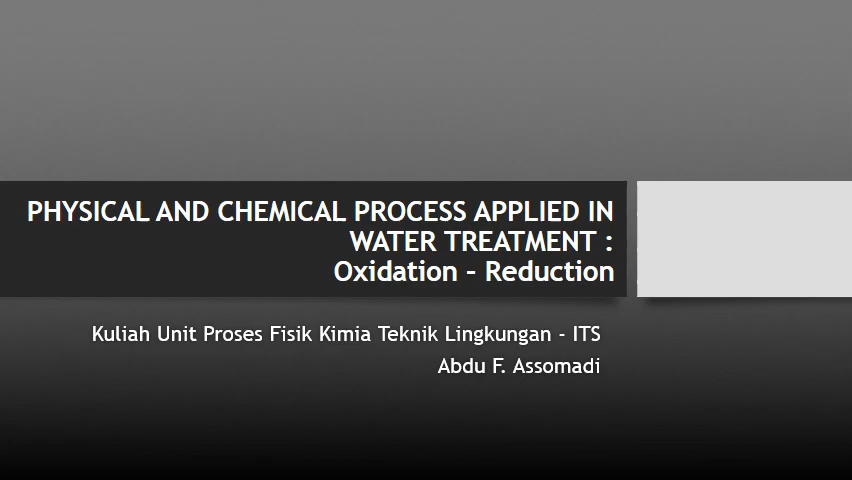 PHYSICAL AND CHEMICAL PROCESS APPLIED IN
WATER TREATMENT :
Oxidation – Reduction
Kuliah Unit Proses Fisik Kimia Teknik Lingkungan - ITS
Abdu F. Assomadi